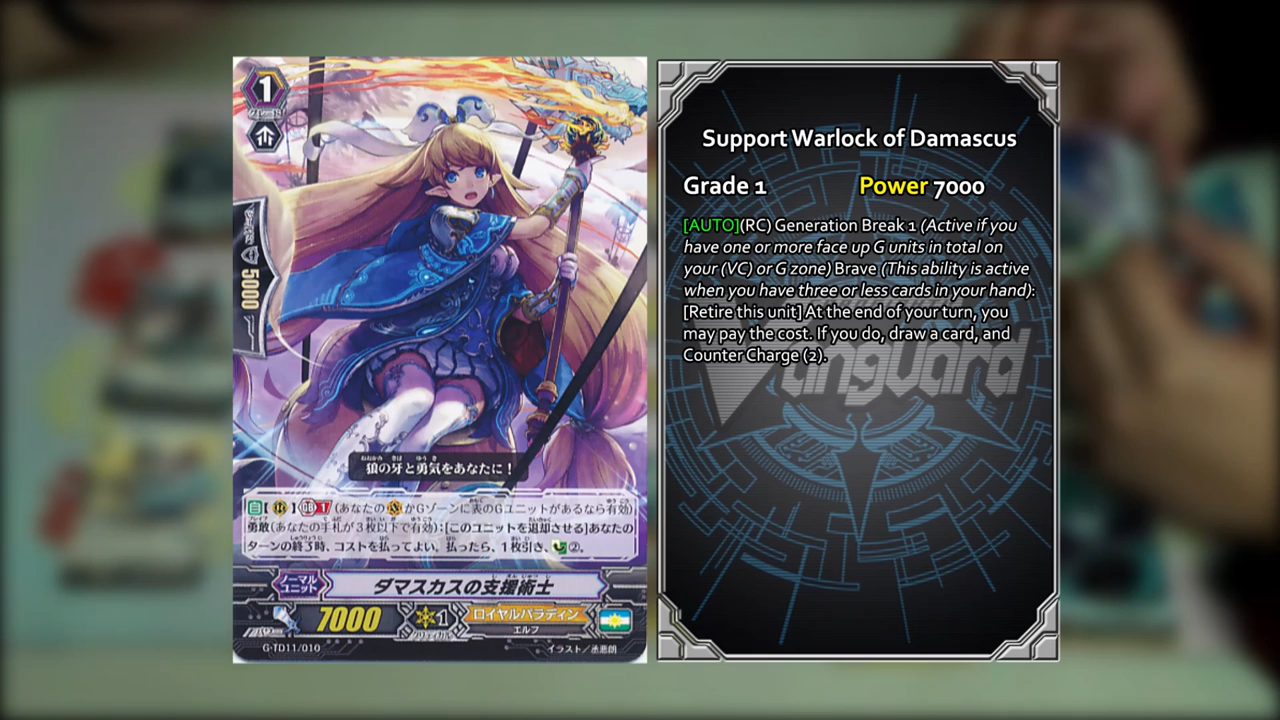 1
5000
狼の牙と勇気をあなたに!
(あなたの かGゾーンに表のGユニットがあるなら有効)
勇敢(あなたの手札が3枚以下で有効):[このユニットを退却させる]あなたの
ターンの終了時、コストを払ってよい。払ったら、1枚引き、 ②。
ノーマル
ユニット
ダマスカスの支援術士
7000
1
ロイヤルパラディン
エルフ
G-TD11/010
イラスト/丞悪朗
Support Warlock of Damascus
Grade 1 Power 7000
[AUTO](RC) Generation Break 1 (Active if you
have one or more face up G units in total on
your (VC) or G zone) Brave (This ability is active
when you have three or less cards in your hand):
[Retire this unit] At the end of your turn, you
may pay the cost. If you do, draw a card, and
Counter Charge (2).
Vanguard